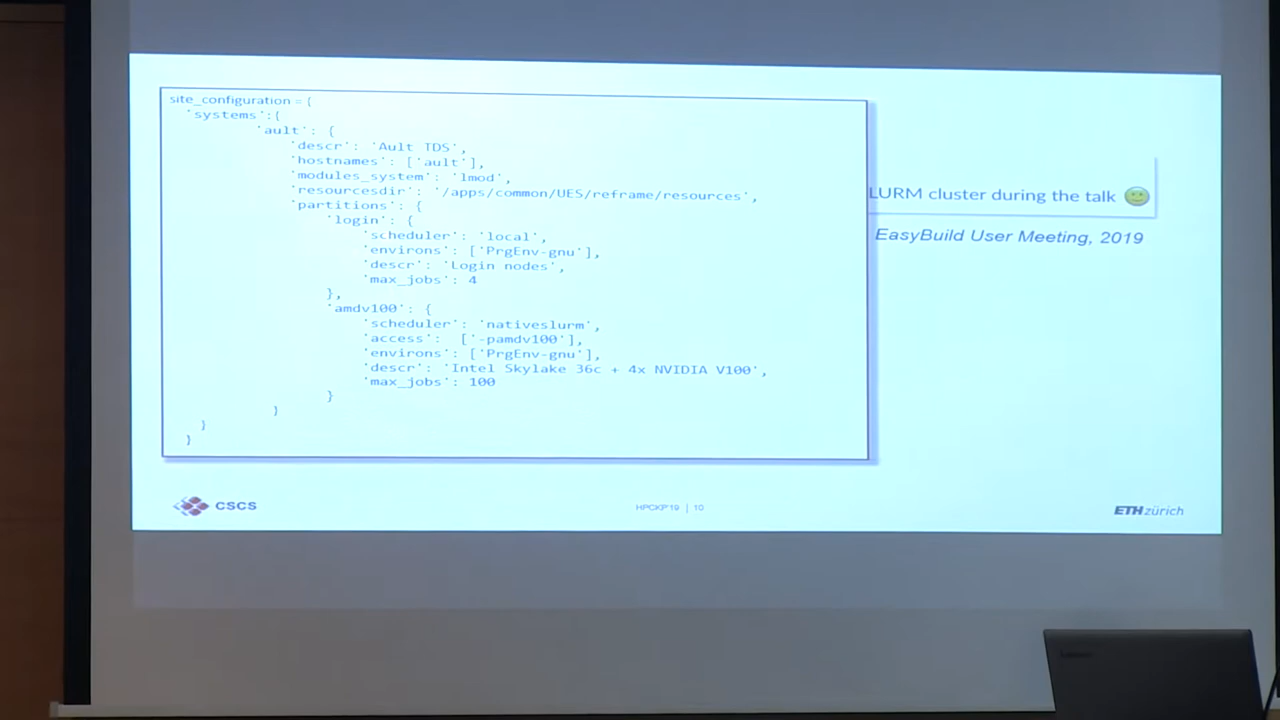 site_configuration = {
'systems':{
'ault': {
'descr': 'Ault TDS',
'hostnames': ['ault'],
'modules_system': 'lmod',
'resourcesdir': '/apps/common/UES/reframe/resources',
'partitions': {
'login': {
'scheduler': 'local',
'environs': ['PrgEnv-gnu'],
'descr': 'Login nodes',
'max_jobs': 4
},
'amdv100': {
'scheduler': 'nativeslurm',
'access':  ['-pamdv100'],
'environs': ['PrgEnv-gnu'],
'descr': 'Intel Skylake 36c + 4x NVIDIA V100',
'max_jobs': 100
}
}
}
}
LURM cluster during the talk
EasyBuild User Meeting, 2019
CSCS
HPCKP'19 | 10
ETH zürich